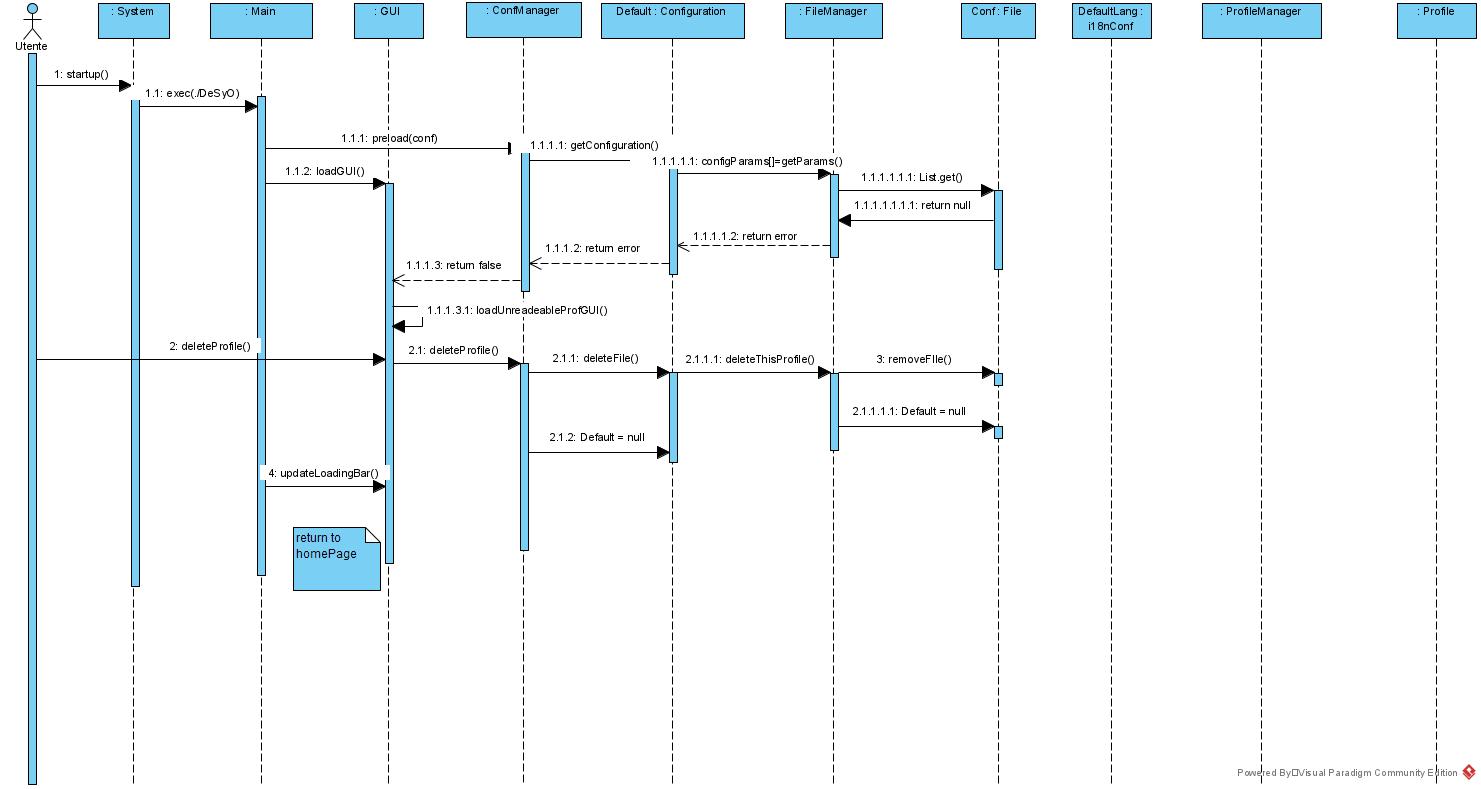 : System
: Main
: GUI
: ConfManager
Default : Configuration
: FileManager
Conf : File
DefaultLang :
i18nConf
: ProfileManager
: Profile
Utente
1: startup()
1.1: exec(./DeSyO)
1.1.1: preload(conf)
1.1.1.1: getConfiguration()
1.1.1.1.1: configParams[]=getParams()
1.1.2: loadGUI()
1.1.1.1.1.1: List.get()
1.1.1.1.1.1.1: return null
1.1.1.1.2: return error
1.1.1.2: return error
1.1.1.3: return false
1.1.1.3.1: loadUnreadeableProfGUI()
2: deleteProfile()
2.1: deleteProfile()
2.1.1: deleteFile()
2.1.1.1: deleteThisProfile()
3: removeFIle()
2.1.1.1.1: Default = null
2.1.2: Default = null
4: updateLoadingBar()
return to
homePage
Powered By□Visual Paradigm Community Edition